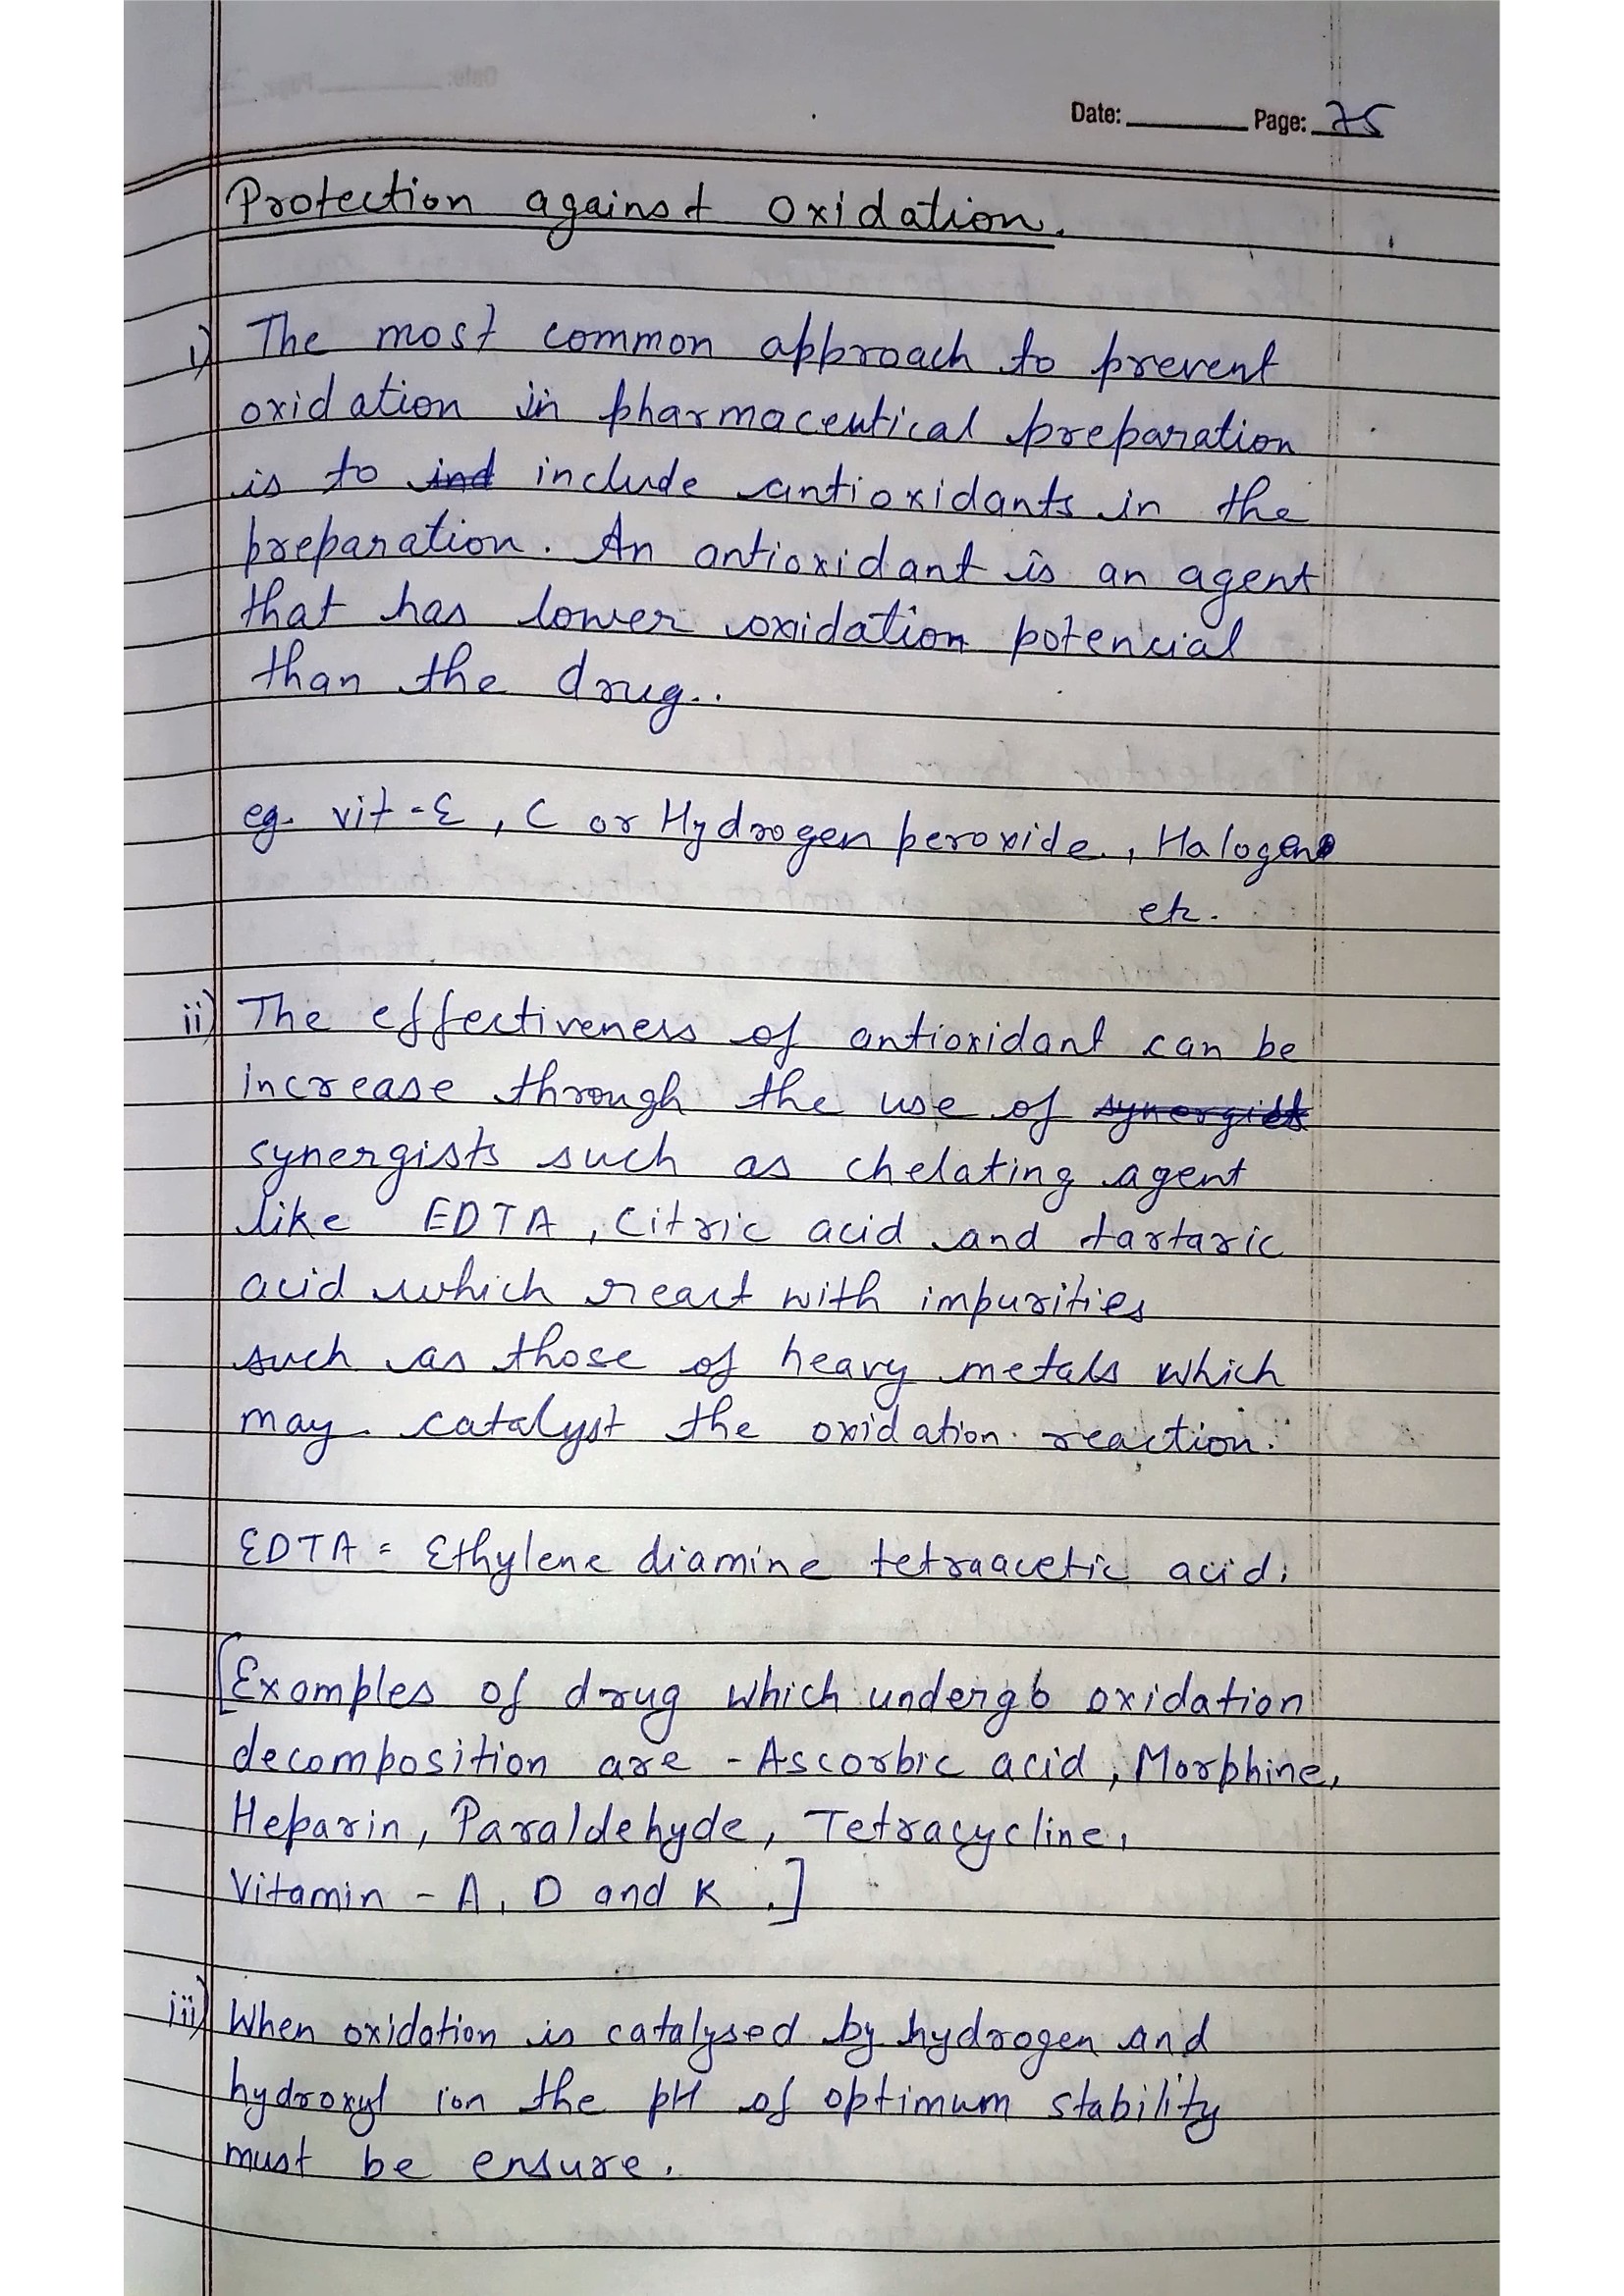 Date: Page: 75
Protection against Oxidation.
i) The most common approach to prevent
oxidation in pharmaceutical preparation
is to ind include antioxidants in the
preparation. An antioxidant is an agent
that has lower oxidation potencial
than the drug..
eg. vit-E, C or Hydrogen peroxide, Halogens
etc.
ii) The effectiveness of antioxidant can be
increase through the use of synergists
synergists such as chelating agent
like EDTA, Citric acid and tartaric
acid which react with impurities
such as those of heavy metals which
may catalyst the oxidation reaction.
EDTA = Ethylene diamine tetraacetic acid.
[Examples of drug which undergo oxidation
decomposition are - Ascorbic acid, Morphine,
Heparin, Paraldehyde, Tetracycline,
Vitamin - A, D and K.]
iii) When oxidation is catalysed by hydrogen and
hydroxyl ion the pH of optimum stability
must be ensure.